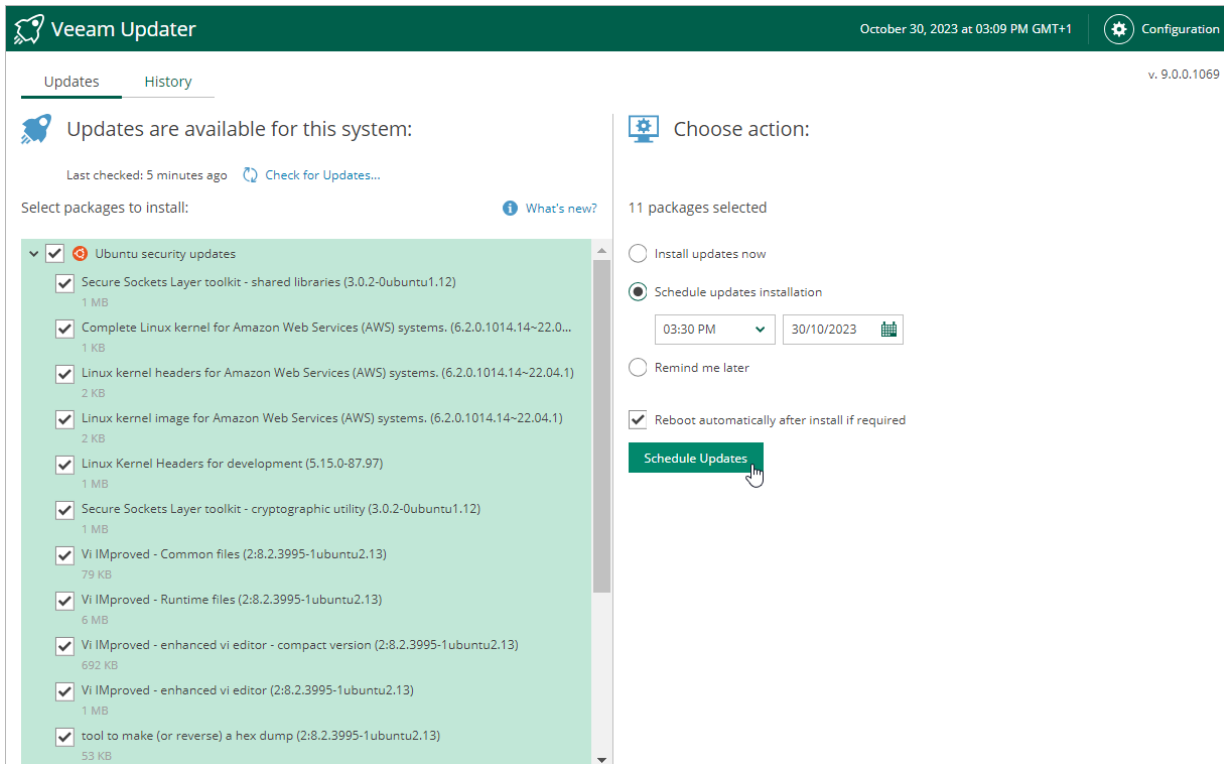 Veeam Updater
October 30, 2023 at 03:09 PM GMT+1
Configuration
Updates
History
v. 9.0.0.1069
Updates are available for this system:
Last checked: 5 minutes ago
Check for Updates...
Select packages to install:
What's new?
Ubuntu security updates
Secure Sockets Layer toolkit - shared libraries (3.0.2-0ubuntu1.12)
1 MB
Complete Linux kernel for Amazon Web Services (AWS) systems. (6.2.0.1014.14~22.0...
1 KB
Linux kernel headers for Amazon Web Services (AWS) systems. (6.2.0.1014.14~22.04.1)
2 KB
Linux kernel image for Amazon Web Services (AWS) systems. (6.2.0.1014.14~22.04.1)
2 KB
Linux Kernel Headers for development (5.15.0-87.97)
1 MB
Secure Sockets Layer toolkit - cryptographic utility (3.0.2-0ubuntu1.12)
1 MB
Vi IMproved - Common files (2:8.2.3995-1ubuntu2.13)
79 KB
Vi IMproved - Runtime files (2:8.2.3995-1ubuntu2.13)
6 MB
Vi IMproved - enhanced vi editor - compact version (2:8.2.3995-1ubuntu2.13)
692 KB
Vi IMproved - enhanced vi editor (2:8.2.3995-1ubuntu2.13)
1 MB
tool to make (or reverse) a hex dump (2:8.2.3995-1ubuntu2.13)
53 KB
Choose action:
11 packages selected
Install updates now
Schedule updates installation
03:30 PM
30/10/2023
Remind me later
Reboot automatically after install if required
Schedule Updates